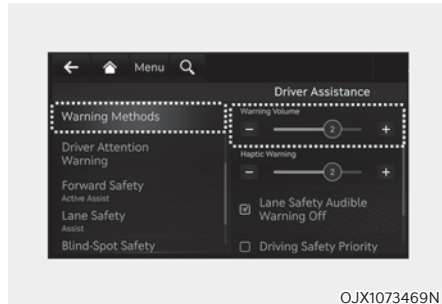 Menu
Driver Assistance
Warning Methods
Driver Attention
Warning
Forward Safety
Active Assist
Lane Safety
Assist
Blind-Spot Safety
Warning Volume
- 2 +
Haptic Warning
- 2 +
Lane Safety Audible
Warning Off
Driving Safety Priority
OJX1073469N